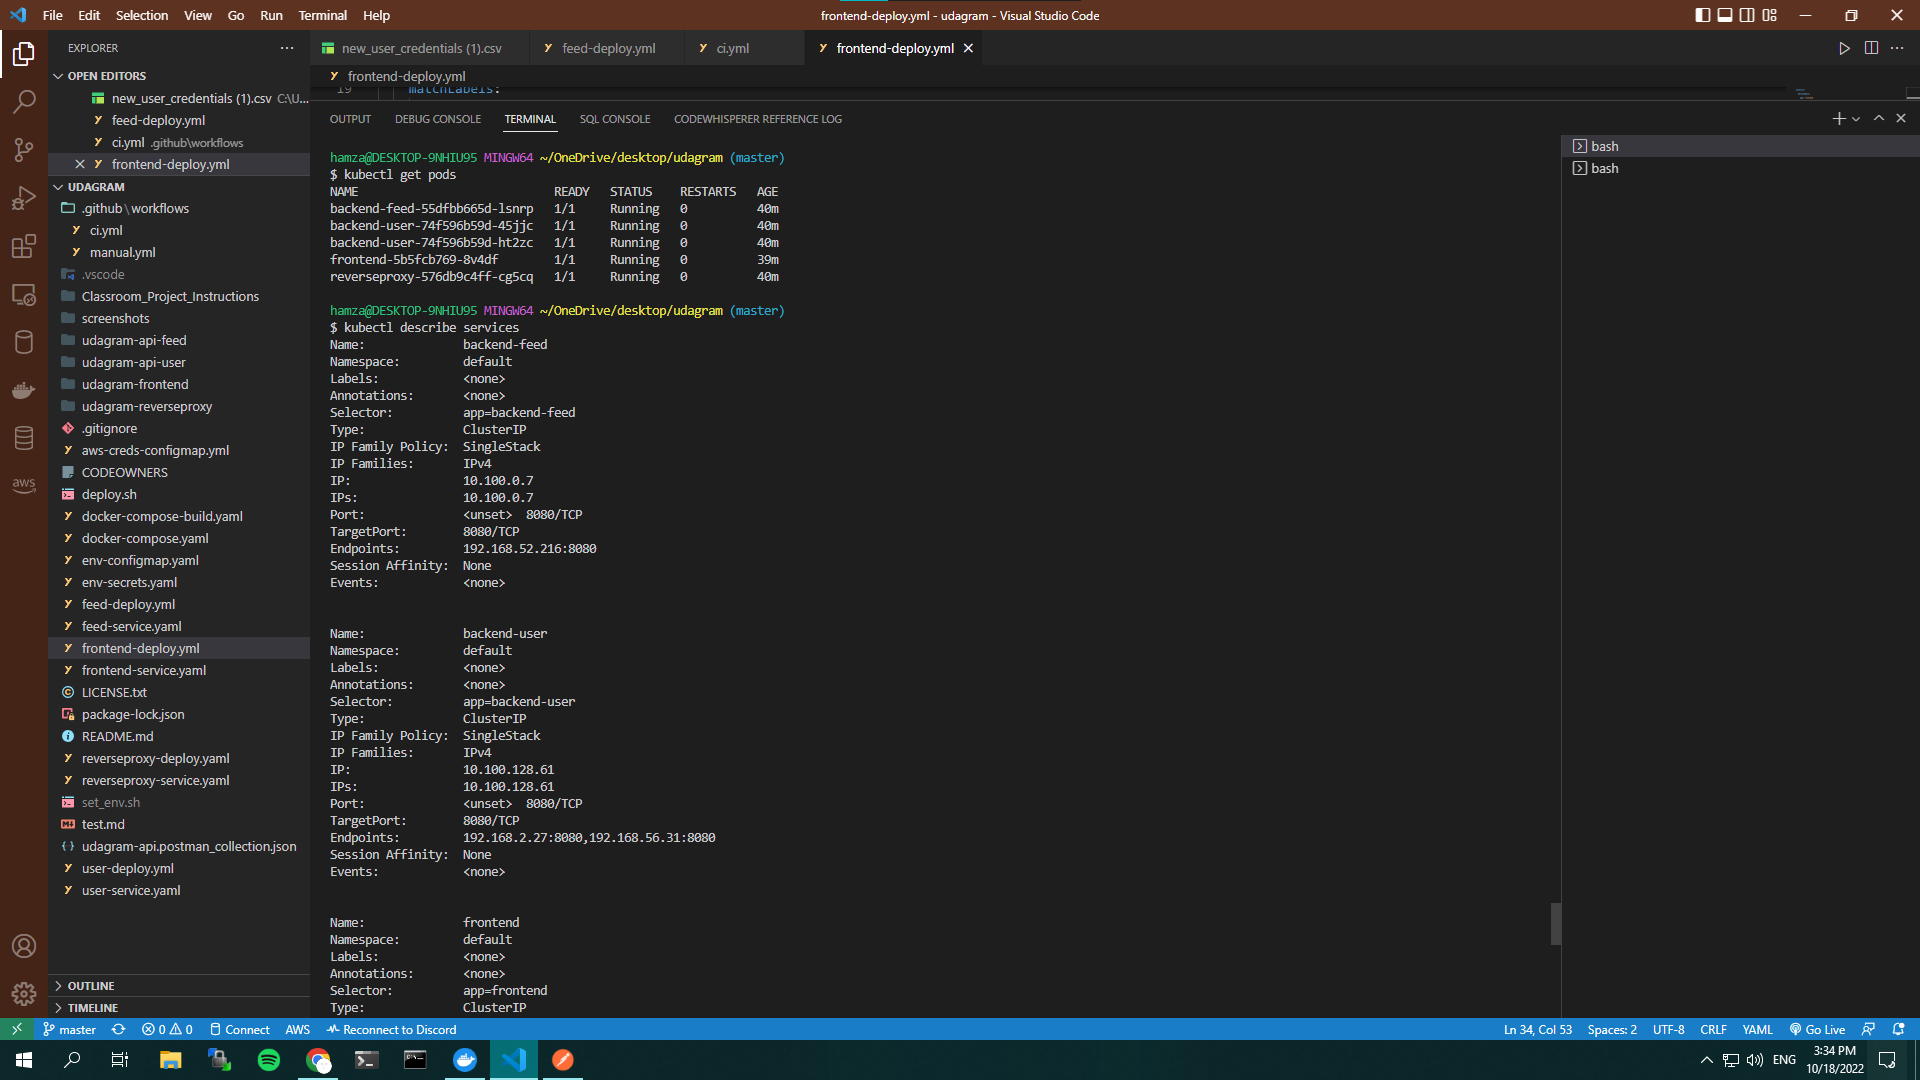 File Edit Selection View Go Run Terminal Help
frontend-deploy.yml - udagram - Visual Studio Code
EXPLORER
OPEN EDITORS
new_user_credentials (1).csv C:\U...
feed-deploy.yml
ci.yml .github\workflows
frontend-deploy.yml
UDAGRAM
.github\workflows
ci.yml
manual.yml
.vscode
Classroom_Project_Instructions
screenshots
udagram-api-feed
udagram-api-user
udagram-frontend
udagram-reverseproxy
.gitignore
aws-creds-configmap.yml
CODEOWNERS
deploy.sh
docker-compose-build.yaml
docker-compose.yaml
env-configmap.yaml
env-secrets.yaml
feed-deploy.yml
feed-service.yaml
frontend-deploy.yml
frontend-service.yaml
LICENSE.txt
package-lock.json
README.md
reverseproxy-deploy.yaml
reverseproxy-service.yaml
set_env.sh
test.md
udagram-api.postman_collection.json
user-deploy.yml
user-service.yaml
OUTLINE
TIMELINE
aws
new_user_credentials (1).csv feed-deploy.yml ci.yml frontend-deploy.yml
frontend-deploy.yml
19 matchLabels:
OUTPUT DEBUG CONSOLE TERMINAL SQL CONSOLE CODEWHISPERER REFERENCE LOG
hamza@DESKTOP-9NHIU95 MINGW64 ~/OneDrive/desktop/udagram (master)
$ kubectl get pods
NAME READY STATUS RESTARTS AGE
backend-feed-55dfbb665d-lsnrp 1/1 Running 0 40m
backend-user-74f596b59d-45jjc 1/1 Running 0 40m
backend-user-74f596b59d-ht2zc 1/1 Running 0 40m
frontend-5b5fcb769-8v4df 1/1 Running 0 39m
reverseproxy-576db9c4ff-cg5cq 1/1 Running 0 40m
hamza@DESKTOP-9NHIU95 MINGW64 ~/OneDrive/desktop/udagram (master)
$ kubectl describe services
Name: backend-feed
Namespace: default
Labels: <none>
Annotations: <none>
Selector: app=backend-feed
Type: ClusterIP
IP Family Policy: SingleStack
IP Families: IPv4
IP: 10.100.0.7
IPs: 10.100.0.7
Port: <unset> 8080/TCP
TargetPort: 8080/TCP
Endpoints: 192.168.52.216:8080
Session Affinity: None
Events: <none>
Name: backend-user
Namespace: default
Labels: <none>
Annotations: <none>
Selector: app=backend-user
Type: ClusterIP
IP Family Policy: SingleStack
IP Families: IPv4
IP: 10.100.128.61
IPs: 10.100.128.61
Port: <unset> 8080/TCP
TargetPort: 8080/TCP
Endpoints: 192.168.2.27:8080,192.168.56.31:8080
Session Affinity: None
Events: <none>
Name: frontend
Namespace: default
Labels: <none>
Annotations: <none>
Selector: app=frontend
Type: ClusterIP
bash
bash
master 0 0 Connect AWS Reconnect to Discord
Ln 34, Col 53 Spaces: 2 UTF-8 CRLF YAML Go Live
ENG
3:34 PM
10/18/2022